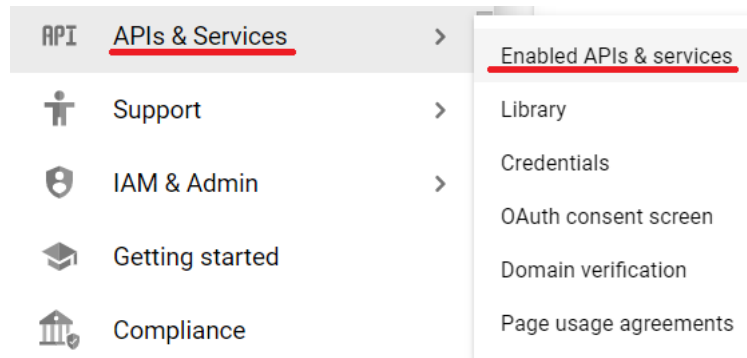 API APIs & Services
Support
IAM & Admin
Getting started
Compliance
Enabled APIs & services
Library
Credentials
OAuth consent screen
Domain verification
Page usage agreements